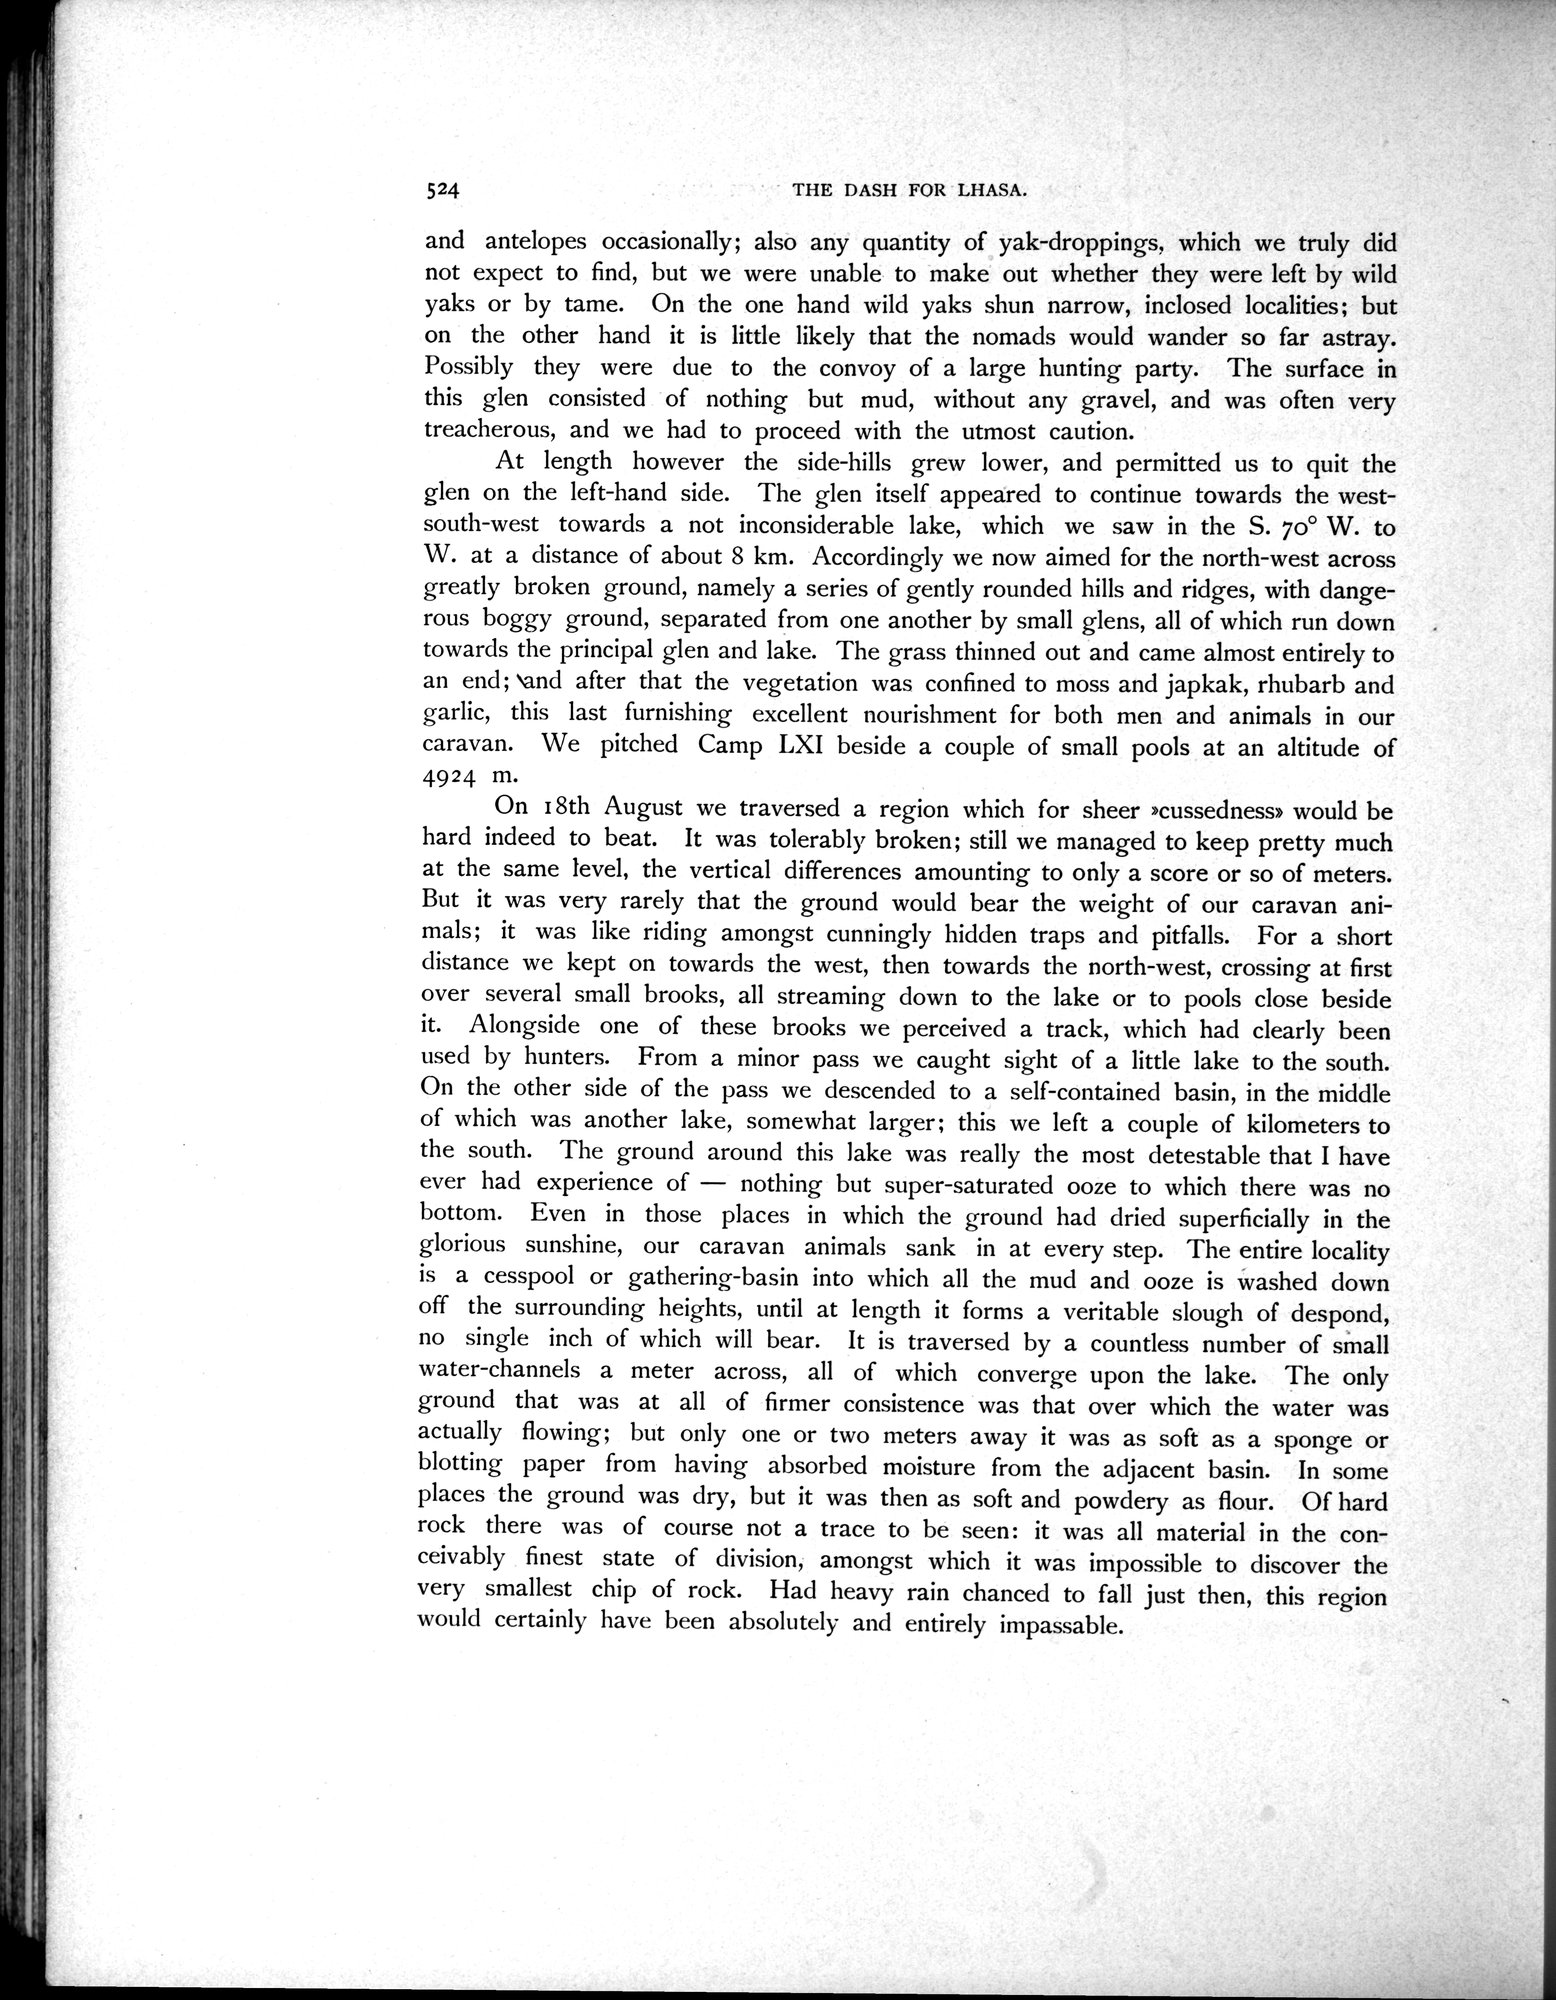 524 THE DASH FOR LHASA.
and antelopes occasionally; also any quantity of yak-droppings, which we truly did
not expect to find, but we were unable to make out whether they were left by wild
yaks or by tame. On the one hand wild yaks shun narrow, inclosed localities; but
on the other hand it is little likely that the nomads would wander so far astray.
Possibly they were due to the convoy of a large hunting party. The surface in
this glen consisted of nothing but mud, without any gravel, and was often very
treacherous, and we had to proceed with the utmost caution.
At length however the side-hills grew lower, and permitted us to quit the
glen on the left-hand side. The glen itself appeared to continue towards the west-
south-west towards a not inconsiderable lake, which we saw in the S. 70° W. to
W. at a distance of about 8 km. Accordingly we now aimed for the north-west across
greatly broken ground, namely a series of gently rounded hills and ridges, with dange-
rous boggy ground, separated from one another by small glens, all of which run down
towards the principal glen and lake. The grass thinned out and came almost entirely to
an end; and after that the vegetation was confined to moss and japkak, rhubarb and
garlic, this last furnishing excellent nourishment for both men and animals in our
caravan. We pitched Camp LXI beside a couple of small pools at an altitude of
4924 m.
On 18th August we traversed a region which for sheer »cussedness» would be
hard indeed to beat. It was tolerably broken; still we managed to keep pretty much
at the same level, the vertical differences amounting to only a score or so of meters.
But it was very rarely that the ground would bear the weight of our caravan ani-
mals; it was like riding amongst cunningly hidden traps and pitfalls. For a short
distance we kept on towards the west, then towards the north-west, crossing at first
over several small brooks, all streaming down to the lake or to pools close beside
it. Alongside one of these brooks we perceived a track, which had clearly been
used by hunters. From a minor pass we caught sight of a little lake to the south.
On the other side of the pass we descended to a self-contained basin, in the middle
of which was another lake, somewhat larger; this we left a couple of kilometers to
the south. The ground around this lake was really the most detestable that I have
ever had experience of — nothing but super-saturated ooze to which there was no
bottom. Even in those places in which the ground had dried superficially in the
glorious sunshine, our caravan animals sank in at every step. The entire locality
is a cesspool or gathering-basin into which all the mud and ooze is washed down
off the surrounding heights, until at length it forms a veritable slough of despond,
no single inch of which will bear. It is traversed by a countless number of small
water-channels a meter across, all of which converge upon the lake. The only
ground that was at all of firmer consistence was that over which the water was
actually flowing; but only one or two meters away it was as soft as a sponge or
blotting paper from having absorbed moisture from the adjacent basin. In some
places the ground was dry, but it was then as soft and powdery as flour. Of hard
rock there was of course not a trace to be seen: it was all material in the con-
ceivably finest state of division, amongst which it was impossible to discover the
very smallest chip of rock. Had heavy rain chanced to fall just then, this region
would certainly have been absolutely and entirely impassable.